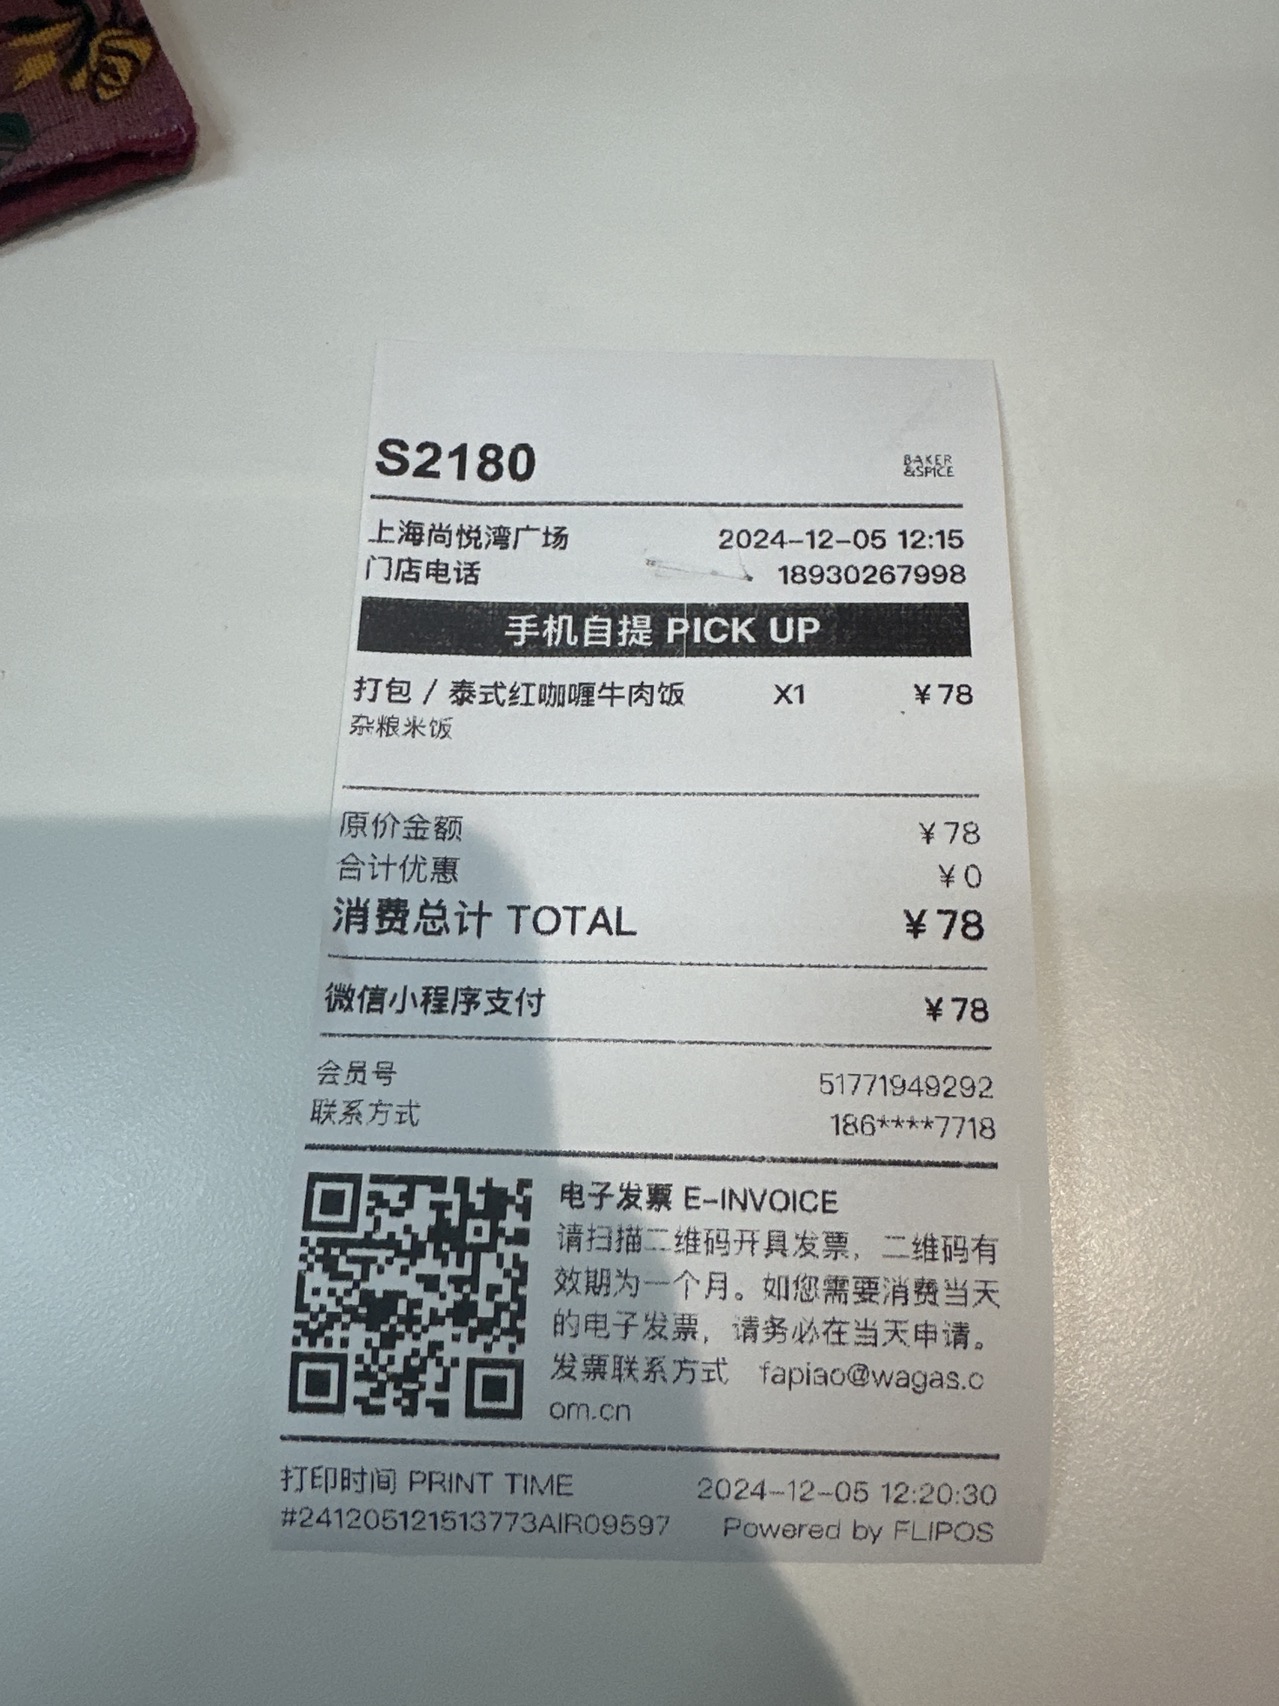 S2180
BAKER
&SPICE
上海尚悦湾广场 2024-12-05 12:15
门店电话 18930267998
手机自提 PICK UP
打包 / 泰式红咖喱牛肉饭 X1 ¥78
杂粮米饭
原价金额 ¥78
合计优惠 ¥0
消费总计 TOTAL ¥78
微信小程序支付 ¥78
会员号 51771949292
联系方式 186****7718
电子发票 E-INVOICE
请扫描二维码开具发票，二维码有
效期为一个月。如您需要消费当天
的电子发票，请务必在当天申请。
发票联系方式 fapiao@wagas.c
om.cn
打印时间 PRINT TIME 2024-12-05 12:20:30
#241205121513773AIR09597 Powered by FLIPOS